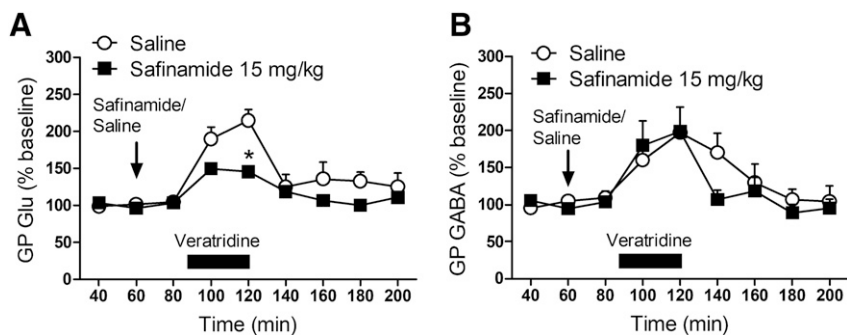 A
Saline
Safinamide 15 mg/kg
GP Glu (% baseline)
300
250
200
150
100
50
0
Safinamide/
Saline
*
Veratridine
40 60 80 100 120 140 160 180 200
Time (min)
B
Saline
Safinamide 15 mg/kg
GP GABA (% baseline)
300
250
200
150
100
50
0
Safinamide/
Saline
Veratridine
40 60 80 100 120 140 160 180 200
Time (min)